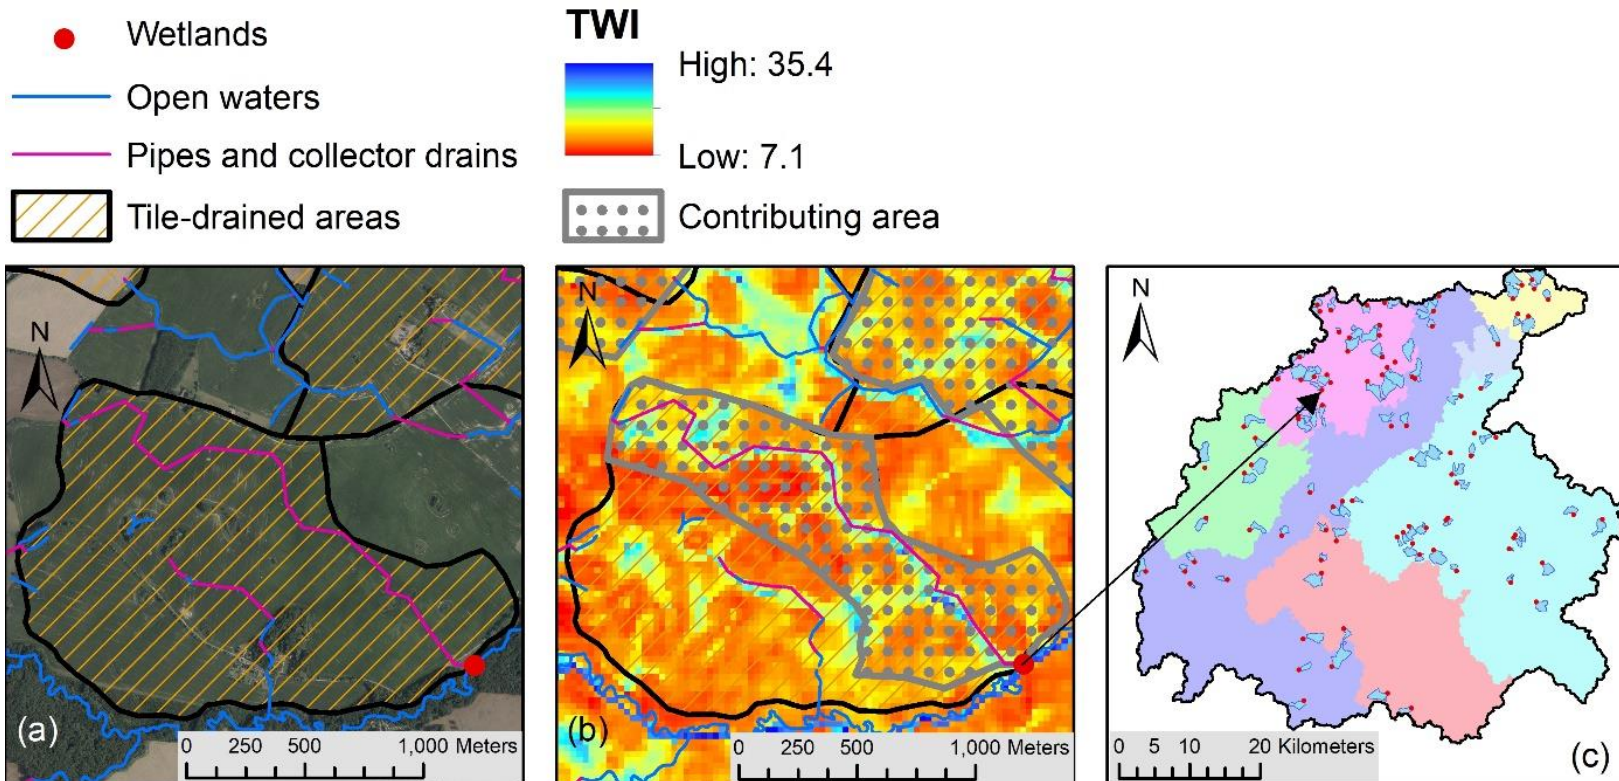 Wetlands
Open waters
Pipes and collector drains
Tile-drained areas
TWI
High: 35.4
Low: 7.1
Contributing area
N
(a)
0 250 500 1,000 Meters
N
(b)
0 250 500 1,000 Meters
N
0 5 10 20 Kilometers
(c)